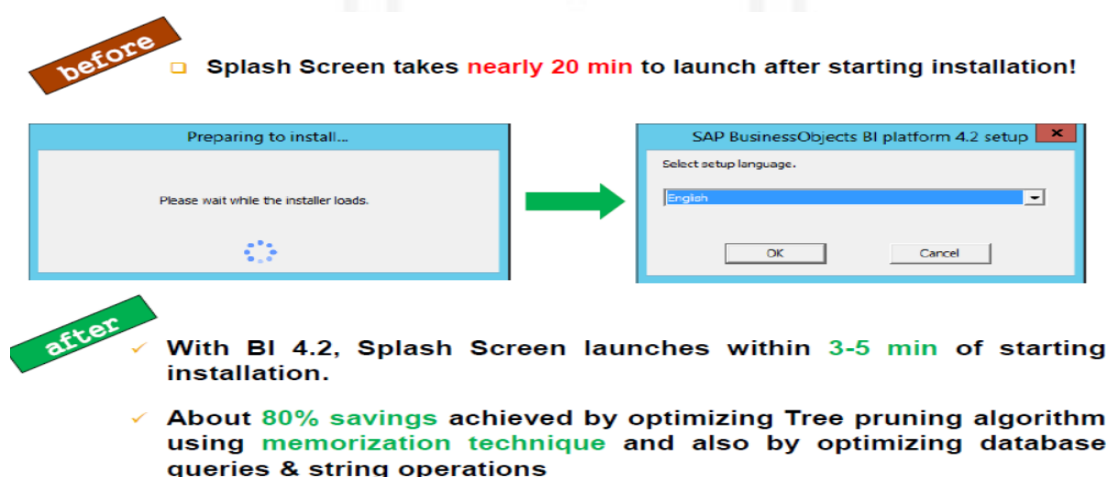 before
Splash Screen takes nearly 20 min to launch after starting installation!
Preparing to install...
Please wait while the installer loads.
SAP BusinessObjects BI platform 4.2 setup
Select setup language.
English
OK
Cancel
after
With BI 4.2, Splash Screen launches within 3-5 min of starting
installation.
About 80% savings achieved by optimizing Tree pruning algorithm
using memorization technique and also by optimizing database
queries & string operations